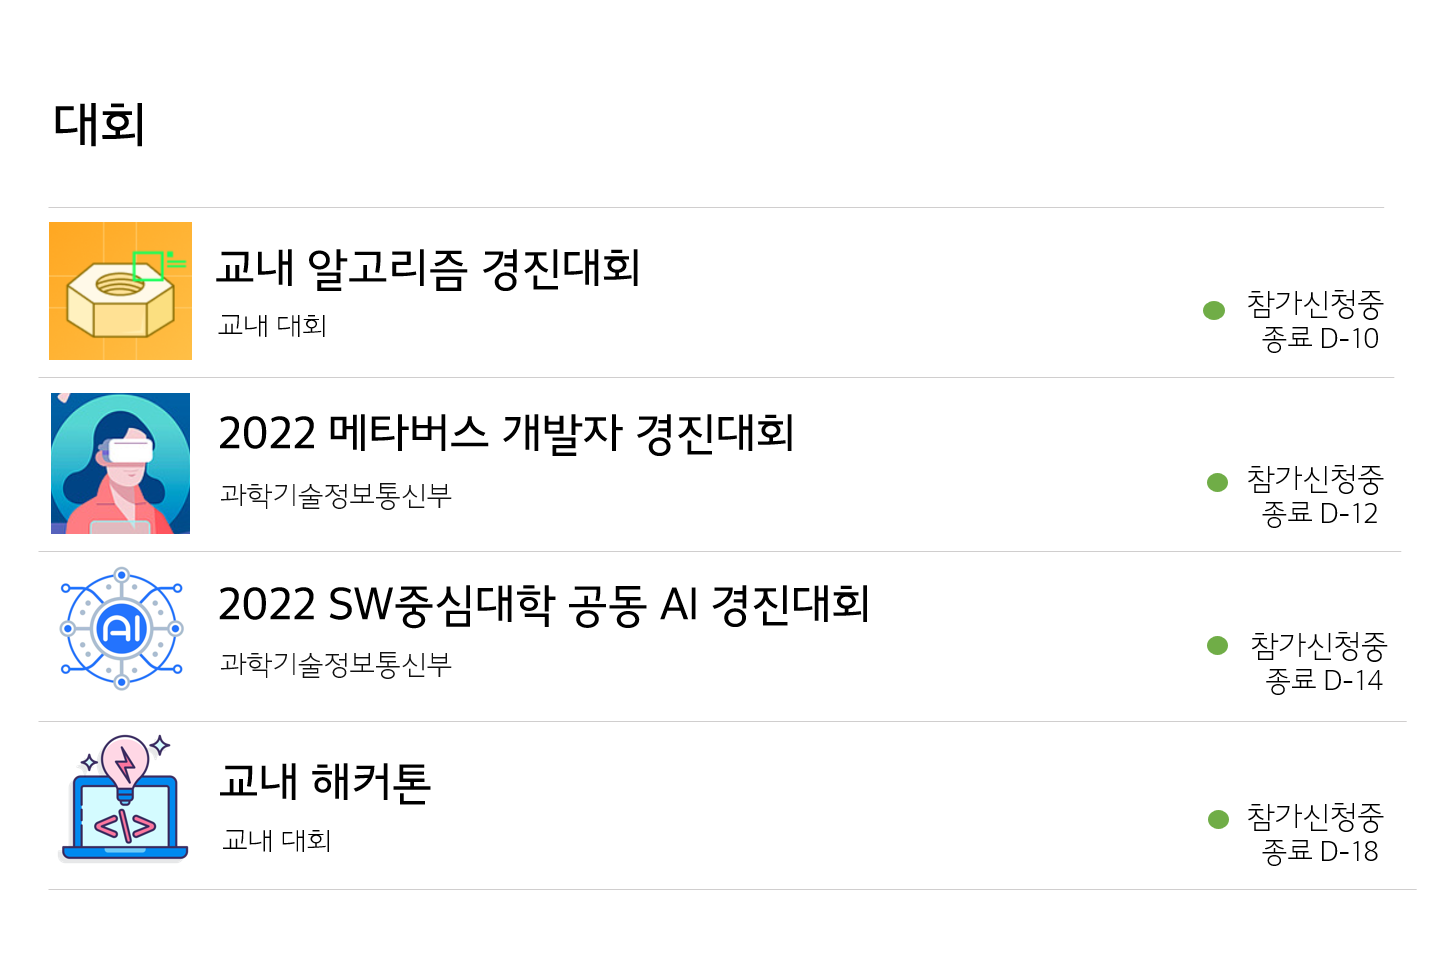 대회
교내 알고리즘 경진대회
교내 대회
참가신청중
종료 D-10
2022 메타버스 개발자 경진대회
과학기술정보통신부
참가신청중
종료 D-12
AI
2022 SW중심대학 공동 AI 경진대회
과학기술정보통신부
참가신청중
종료 D-14
</>
교내 해커톤
교내 대회
참가신청중
종료 D-18